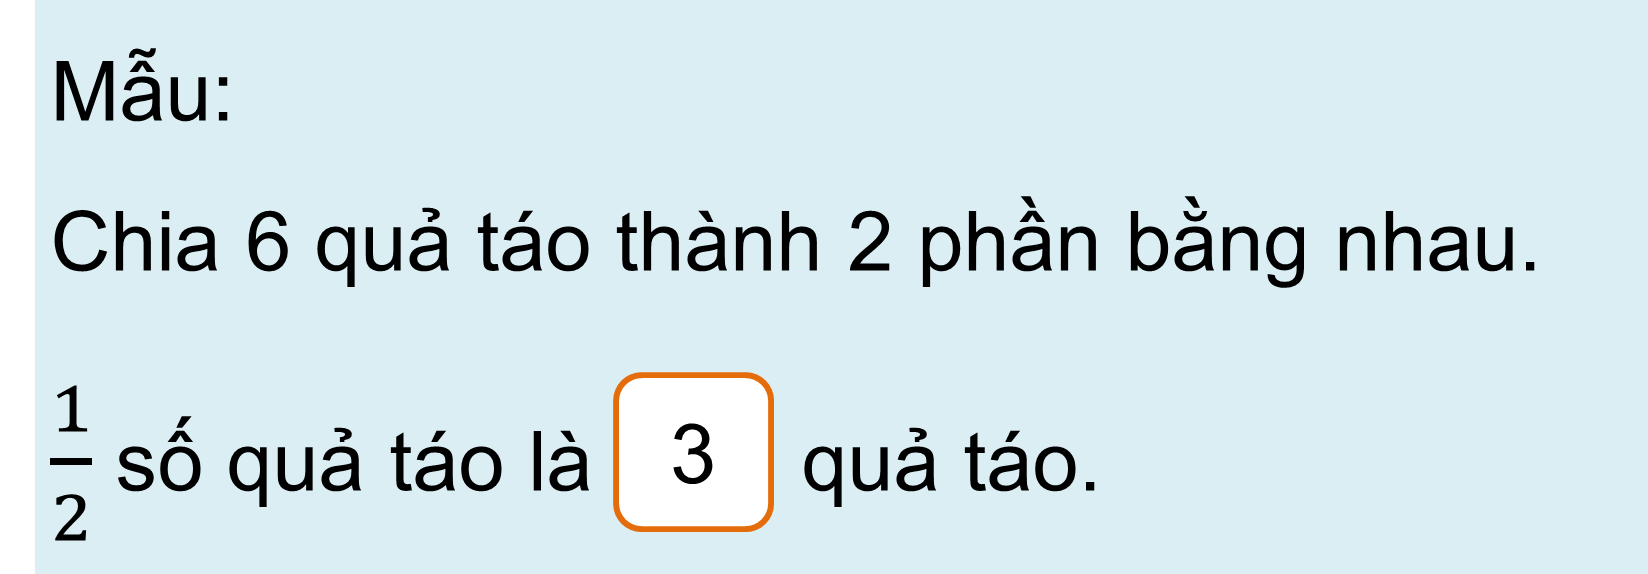 Mẫu:
Chia 6 quả táo thành 2 phần bằng nhau.
1/2 số quả táo là 3 quả táo.